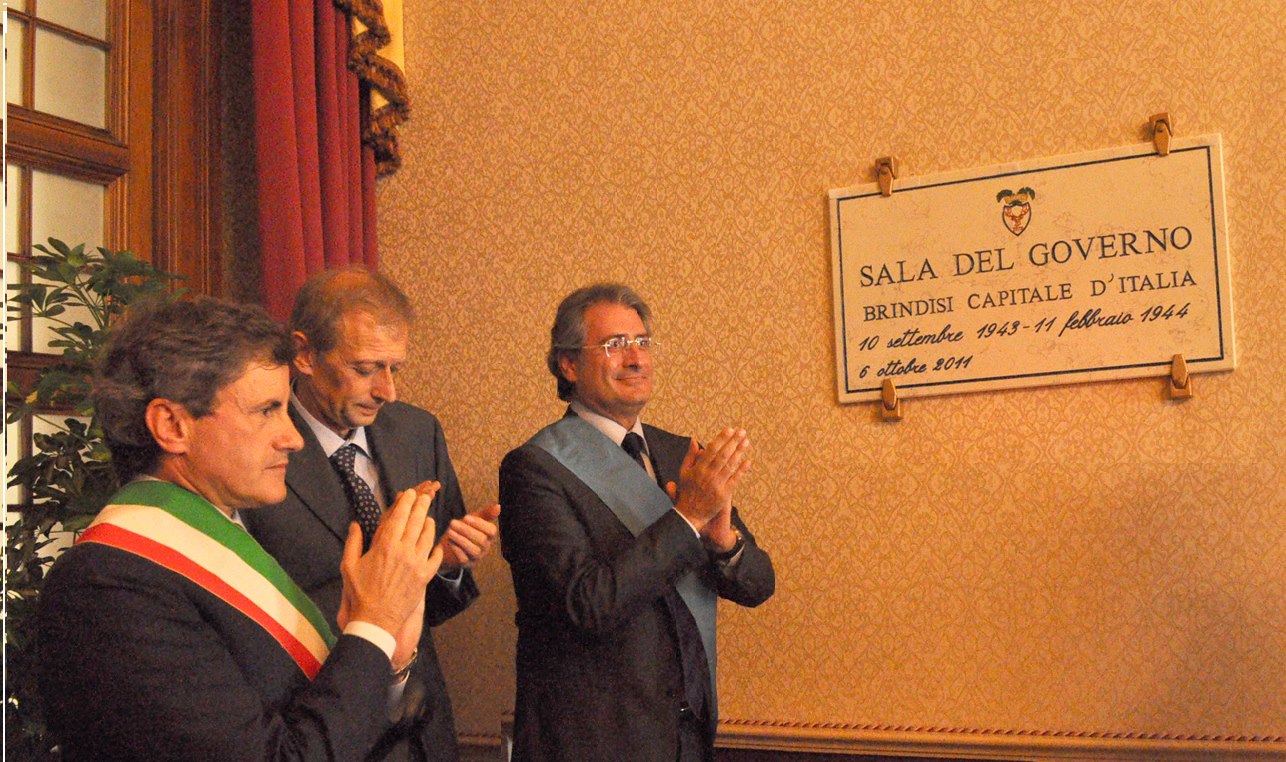 SALA DEL GOVERNO
BRINDISI CAPITALE D'ITALIA
10 settembre 1943-11 febbraio 1944
6 ottobre 2011